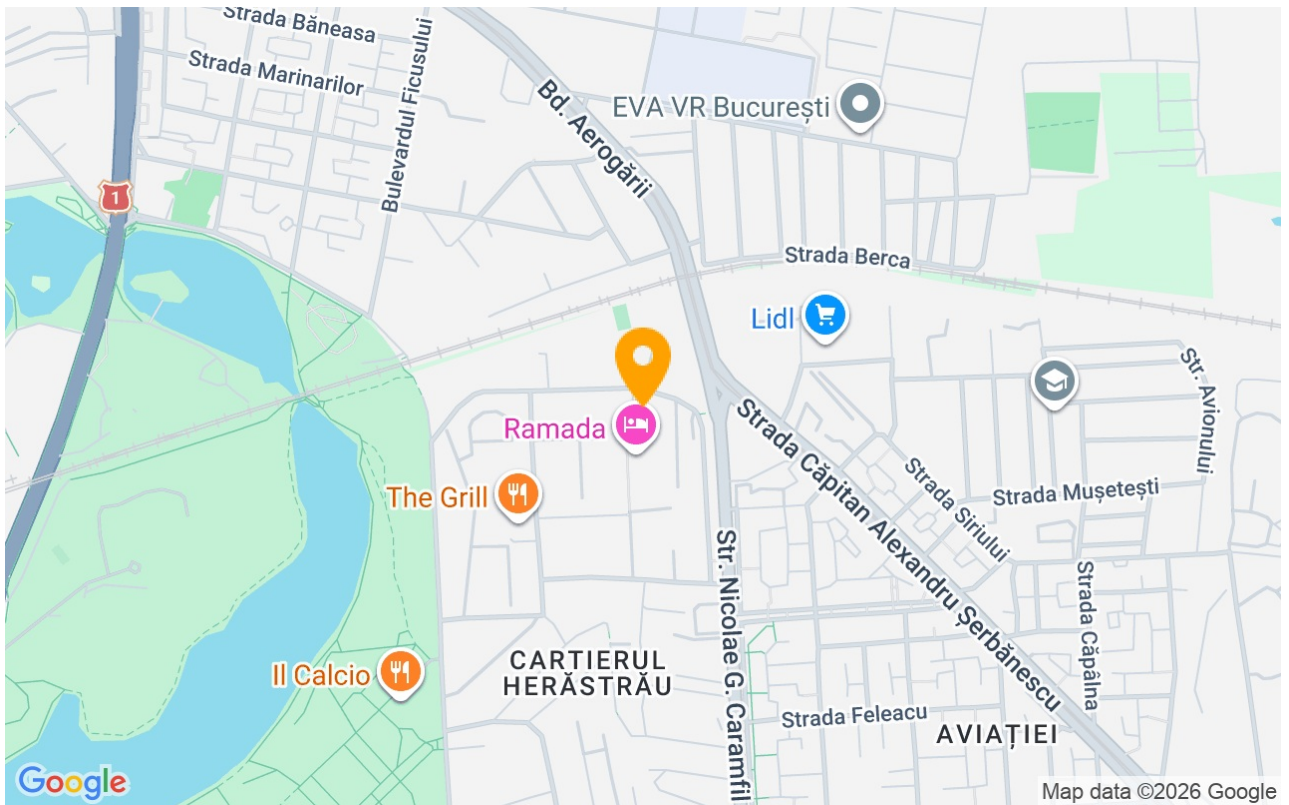 Strada Băneasa
Strada Marinarilor
Bulevardul Ficusului
Bd. Aerogării
EVA VR București
1
Strada Berca
Lidl
Str. Avionului
Ramada
Strada Căpitan Alexandru Șerbănescu
The Grill
Strada Siriului
Strada Mușetești
Str. Nicolae G. Caramfil
Strada Căpâlna
Il Calcio
CARTIERUL
HERĂSTRĂU
Strada Feleacu
AVIAȚIEI
Google
Map data ©2026 Google